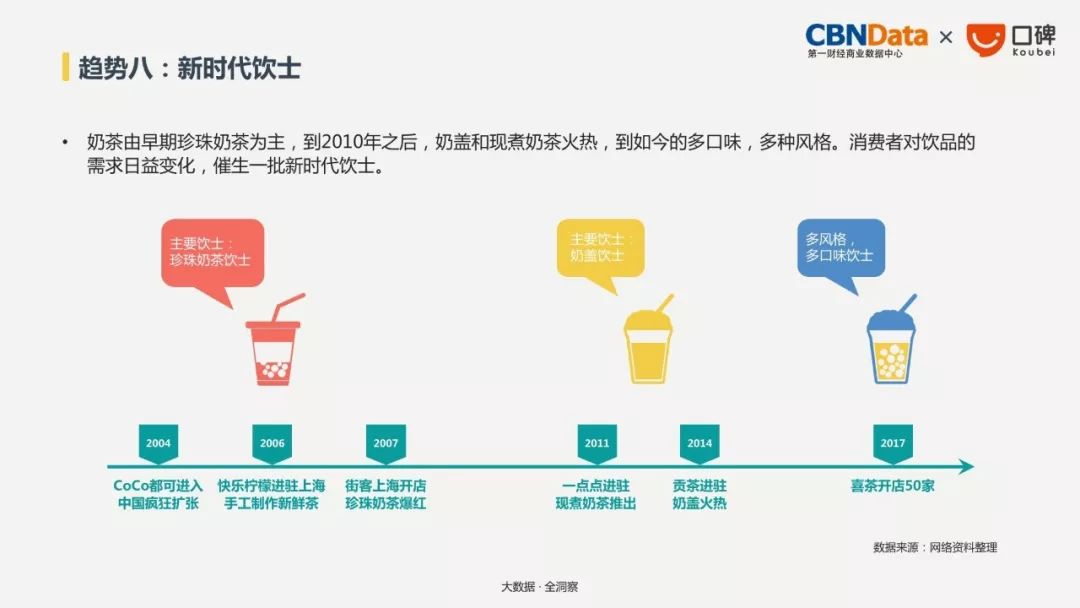 CBNData × 口碑
第一财经商业数据中心 Koubei
趋势八：新时代饮士
• 奶茶由早期珍珠奶茶为主，到2010年之后，奶盖和现煮奶茶火热，到如今的多口味，多种风格。消费者对饮品的
需求日益变化，催生一批新时代饮士。
主要饮士：
珍珠奶茶饮士
主要饮士：
奶盖饮士
多风格，
多口味饮士
2004
2006
2007
2011
2014
2017
CoCo都可进入
中国疯狂扩张
快乐柠檬进驻上海
手工制作新鲜茶
街客上海开店
珍珠奶茶爆红
一点点进驻
现煮奶茶推出
贡茶进驻
奶盖火热
喜茶开店50家
数据来源：网络资料整理
大数据·全洞察